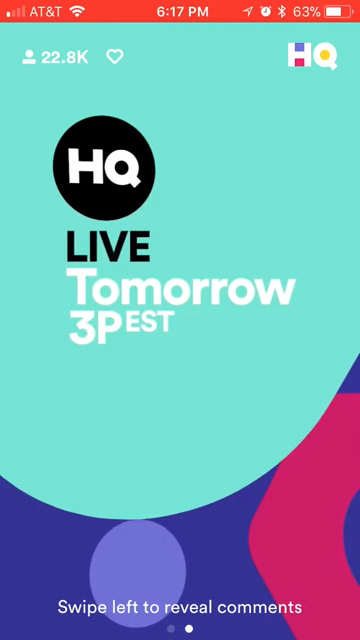 AT&T 6:17 PM 63%
22.8K HQ
HQ
LIVE
Tomorrow
3P EST
Swipe left to reveal comments